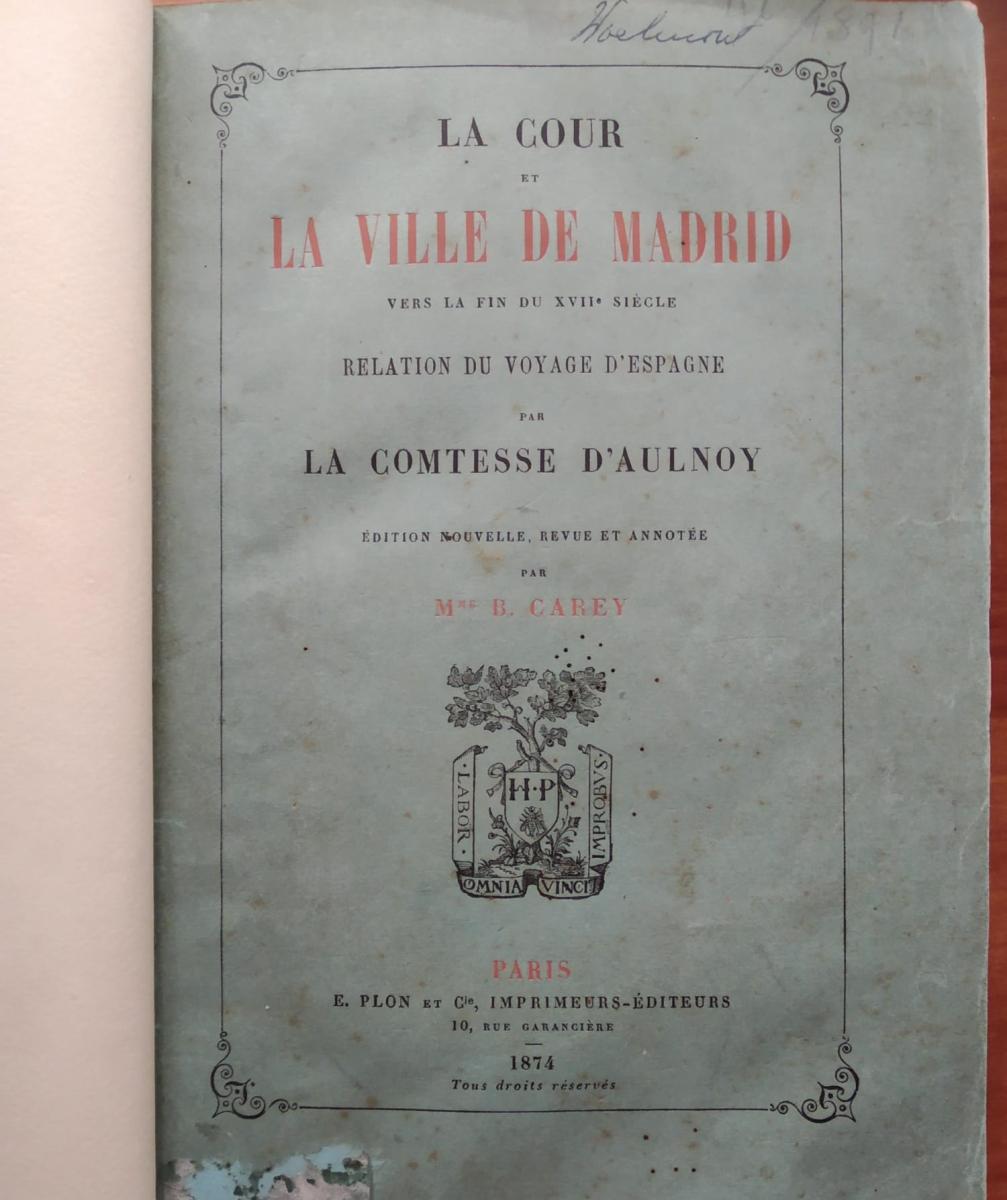 1891
LA COUR
ET
LA VILLE DE MADRID
VERS LA FIN DU XVIIe SIÈCLE
RELATION DU VOYAGE D'ESPAGNE
PAR
LA COMTESSE D'AULNOY
ÉDITION NOUVELLE, REVUE ET ANNOTÉE
PAR
MME B. CAREY
H·P
·LABOR·
IMPROBVS·
OMNIA VINCIT
PARIS
E. PLON ET Cie, IMPRIMEURS-ÉDITEURS
10, RUE GARANCIÈRE
1874
Tous droits réservés